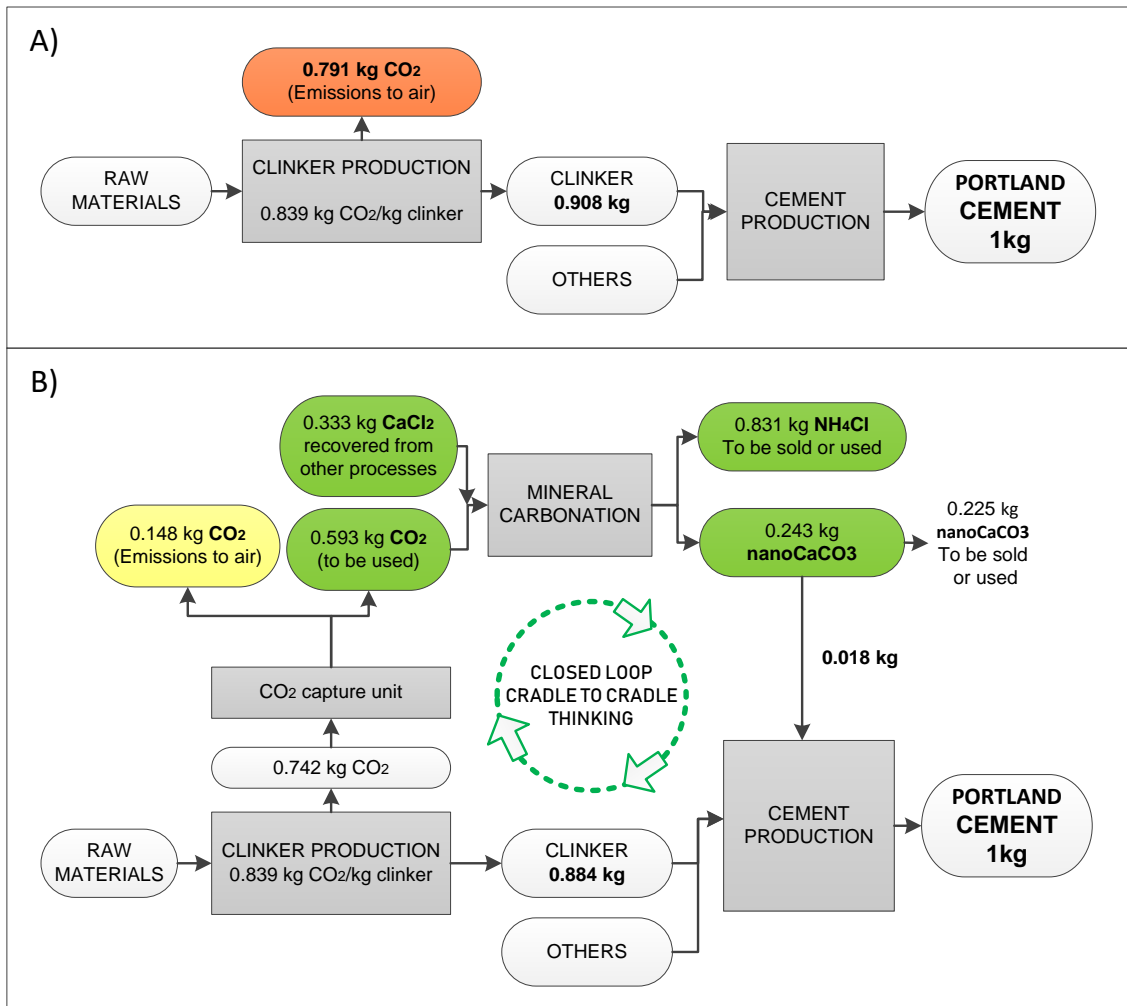 A)
0.791 kg CO₂
(Emissions to air)
RAW
MATERIALS
CLINKER PRODUCTION
0.839 kg CO₂/kg clinker
CLINKER
0.908 kg
OTHERS
CEMENT
PRODUCTION
PORTLAND
CEMENT
1kg
B)
0.333 kg CaCl₂
recovered from
other processes
MINERAL
CARBONATION
0.831 kg NH₄Cl
To be sold or used
0.148 kg CO₂
(Emissions to air)
0.593 kg CO₂
(to be used)
0.243 kg
nanoCaCO3
0.225 kg
nanoCaCO3
To be sold
or used
0.018 kg
CO₂ capture unit
CLOSED LOOP
CRADLE TO CRADLE
THINKING
0.742 kg CO₂
RAW
MATERIALS
CLINKER PRODUCTION
0.839 kg CO₂/kg clinker
CLINKER
0.884 kg
OTHERS
CEMENT
PRODUCTION
PORTLAND
CEMENT
1kg